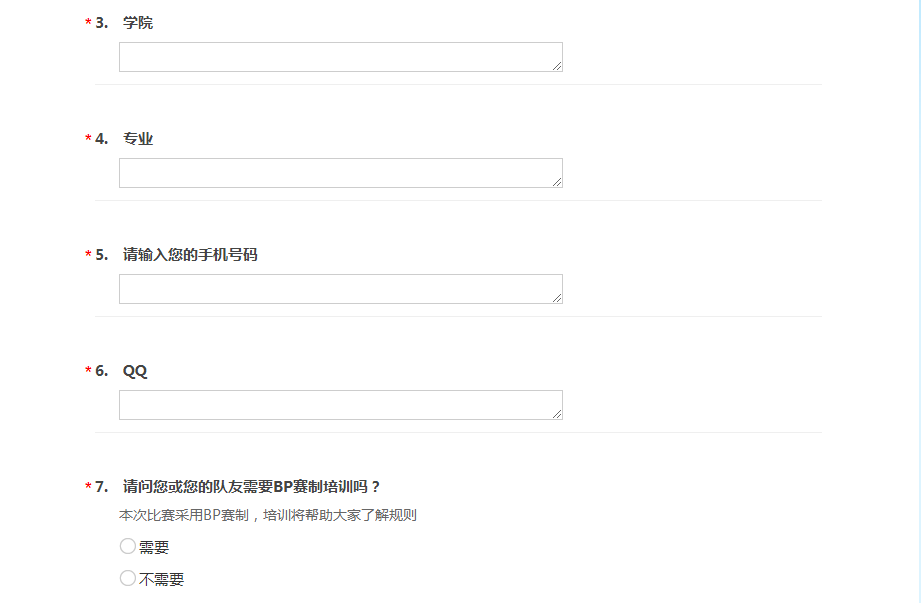 * 3. 学院
* 4. 专业
* 5. 请输入您的手机号码
* 6. QQ
* 7. 请问您或您的队友需要BP赛制培训吗？
本次比赛采用BP赛制，培训将帮助大家了解规则
需要
不需要